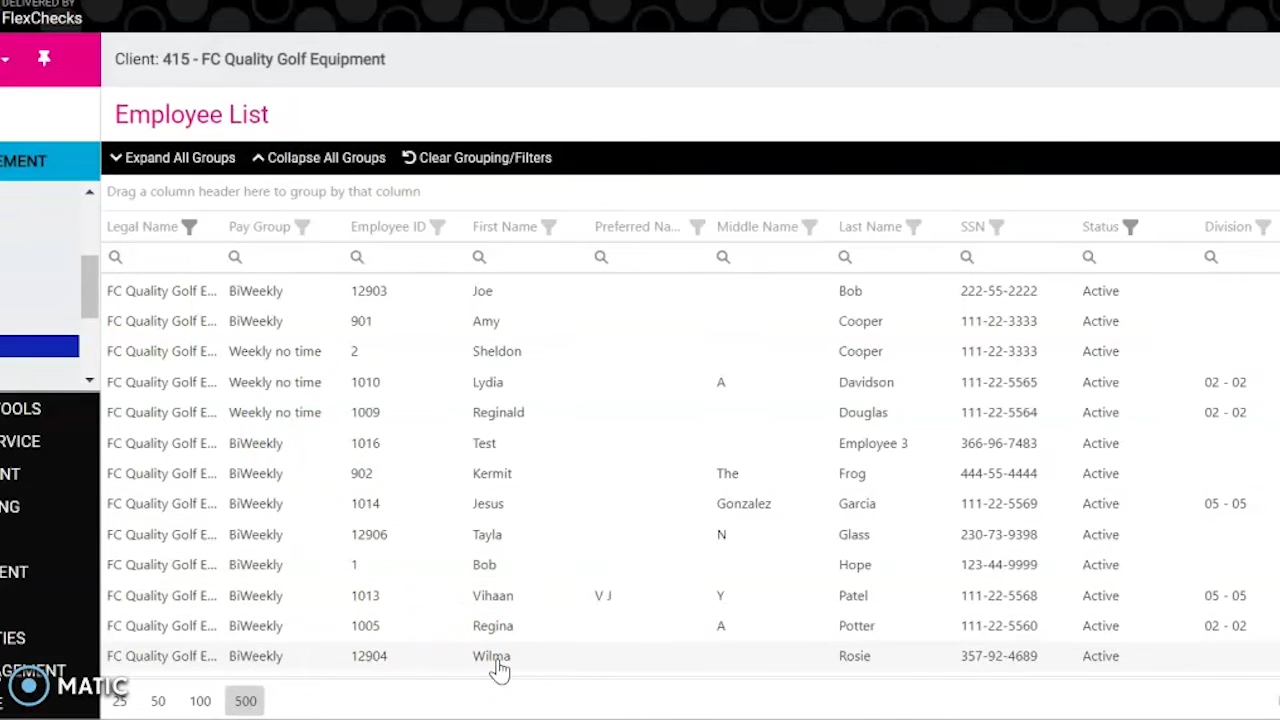 DELIVERED BY
FlexChecks
Client: 415 - FC Quality Golf Equipment
Employee List
EMENT
Expand All Groups Collapse All Groups Clear Grouping/Filters
Drag a column header here to group by that column
Legal Name Pay Group Employee ID First Name Preferred Na... Middle Name Last Name SSN Status Division
FC Quality Golf E... BiWeekly 12903 Joe Bob 222-55-2222 Active
FC Quality Golf E... BiWeekly 901 Amy Cooper 111-22-3333 Active
FC Quality Golf E... Weekly no time 2 Sheldon Cooper 111-22-3333 Active
FC Quality Golf E... Weekly no time 1010 Lydia A Davidson 111-22-5565 Active 02 - 02
TOOLS
FC Quality Golf E... Weekly no time 1009 Reginald Douglas 111-22-5564 Active 02 - 02
RVICE
FC Quality Golf E... BiWeekly 1016 Test Employee 3 366-96-7483 Active
NT
FC Quality Golf E... BiWeekly 902 Kermit The Frog 444-55-4444 Active
NG
FC Quality Golf E... BiWeekly 1014 Jesus Gonzalez Garcia 111-22-5569 Active 05 - 05
FC Quality Golf E... BiWeekly 12906 Tayla N Glass 230-73-9398 Active
ENT
FC Quality Golf E... BiWeekly 1 Bob Hope 123-44-9999 Active
FC Quality Golf E... BiWeekly 1013 Vihaan V J Y Patel 111-22-5568 Active 05 - 05
TIES
FC Quality Golf E... BiWeekly 1005 Regina A Potter 111-22-5560 Active 02 - 02
FC Quality Golf E... BiWeekly 12904 Wilma Rosie 357-92-4689 Active
AGEMENT
MATIC
25 50 100 500